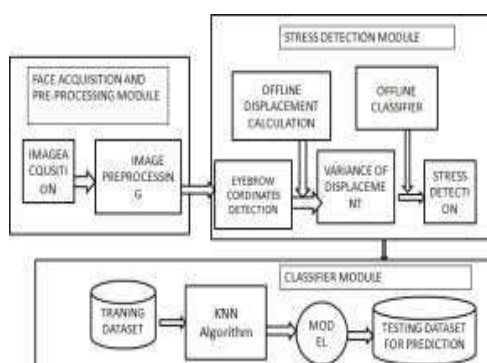 STRESS DETECTION MODULE
FACE ACQUISITION AND
PRE-PROCESSING MODULE
OFFLINE
DISPLACEMENT
CALCULATION
OFFLINE
CLASSIFIER
IMAGEA
CQUSITI
ON
IMAGE
PREPROCESSIN
G
EYEBROW
CORDINATES
DETECTION
VARIANCE OF
DISPLACEME
NT
STRESS
DETECTI
ON
CLASSIFIER MODULE
TRANING
DATASET
KNN
Algorithm
MOD
EL
TESTING DATASET
FOR PREDICTION